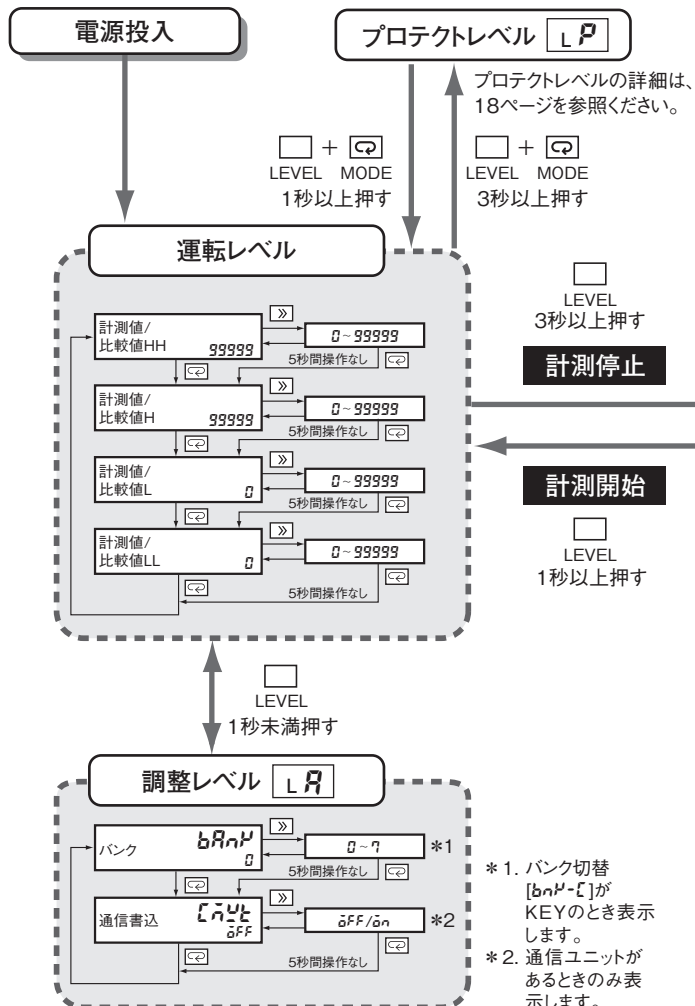 電源投入
プロテクトレベル L P
プロテクトレベルの詳細は、
18ページを参照ください。
+
LEVEL MODE
1秒以上押す
+
LEVEL MODE
3秒以上押す
運転レベル
計測値/
比較値HH 99999
0~99999
5秒間操作なし
計測値/
比較値H 99999
0~99999
5秒間操作なし
計測値/
比較値L 0
0~99999
5秒間操作なし
計測値/
比較値LL 0
0~99999
5秒間操作なし
LEVEL
3秒以上押す
計測停止
計測開始
LEVEL
1秒以上押す
LEVEL
1秒未満押す
調整レベル L A
バンク bAnK
0
0~7 *1
5秒間操作なし
通信書込 CMWt
oFF
oFF/on *2
5秒間操作なし
*1. バンク切替
[bnK-C]が
KEYのとき表示
します。
*2. 通信ユニットが
あるときのみ表
示します。